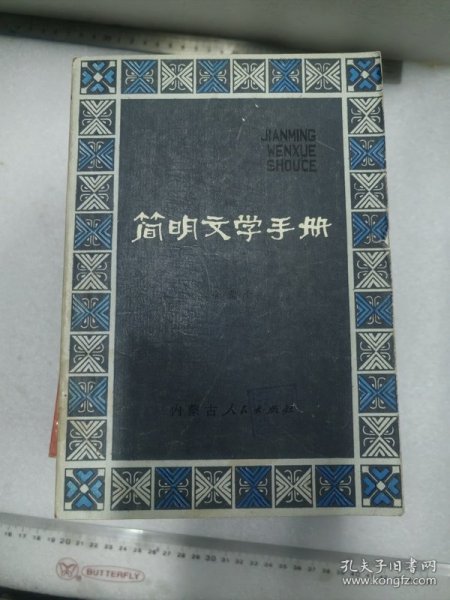 JIANMING
WENXUE
SHOUCE
简明文学手册
内蒙古人民出版社
BUTTERFLY
孔夫子旧书网
kongfz.com